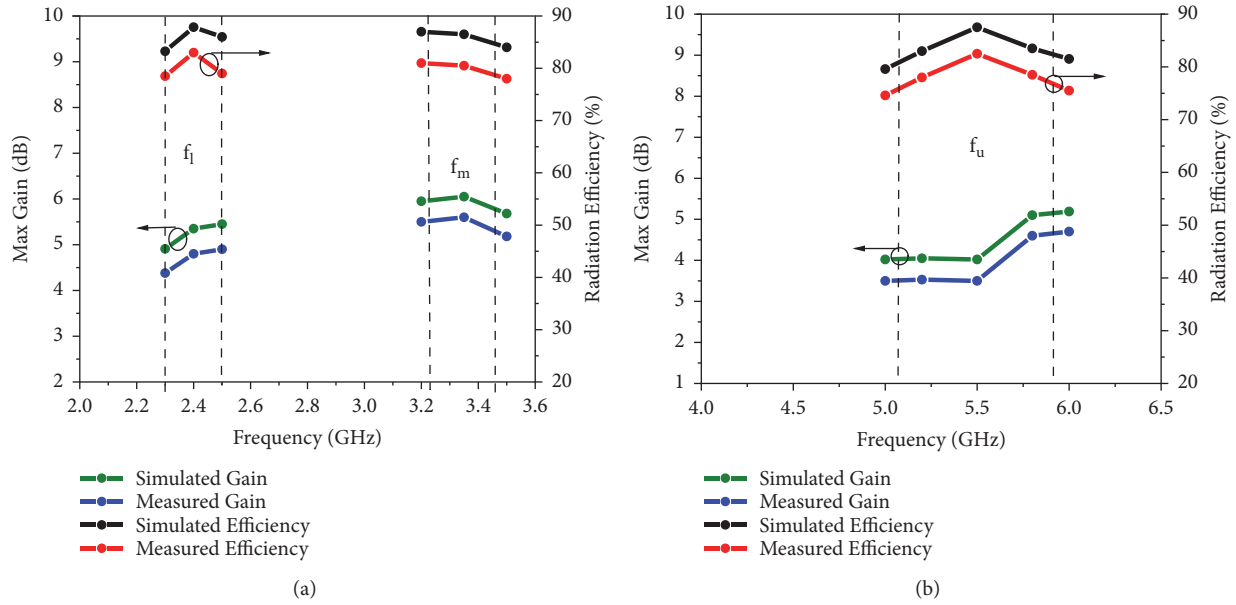 10
9
8
7
6
5
4
3
2
Max Gain (dB)
90
80
70
60
50
40
30
20
Radiation Efficiency (%)
2.0 2.2 2.4 2.6 2.8 3.0 3.2 3.4 3.6
Frequency (GHz)
fl
fm
Simulated Gain
Measured Gain
Simulated Efficiency
Measured Efficiency
(a)
10
9
8
7
6
5
4
3
2
1
Max Gain (dB)
90
80
70
60
50
40
30
20
Radiation Efficiency (%)
4.0 4.5 5.0 5.5 6.0 6.5
Frequency (GHz)
fu
Simulated Gain
Measured Gain
Simulated Efficiency
Measured Efficiency
(b)